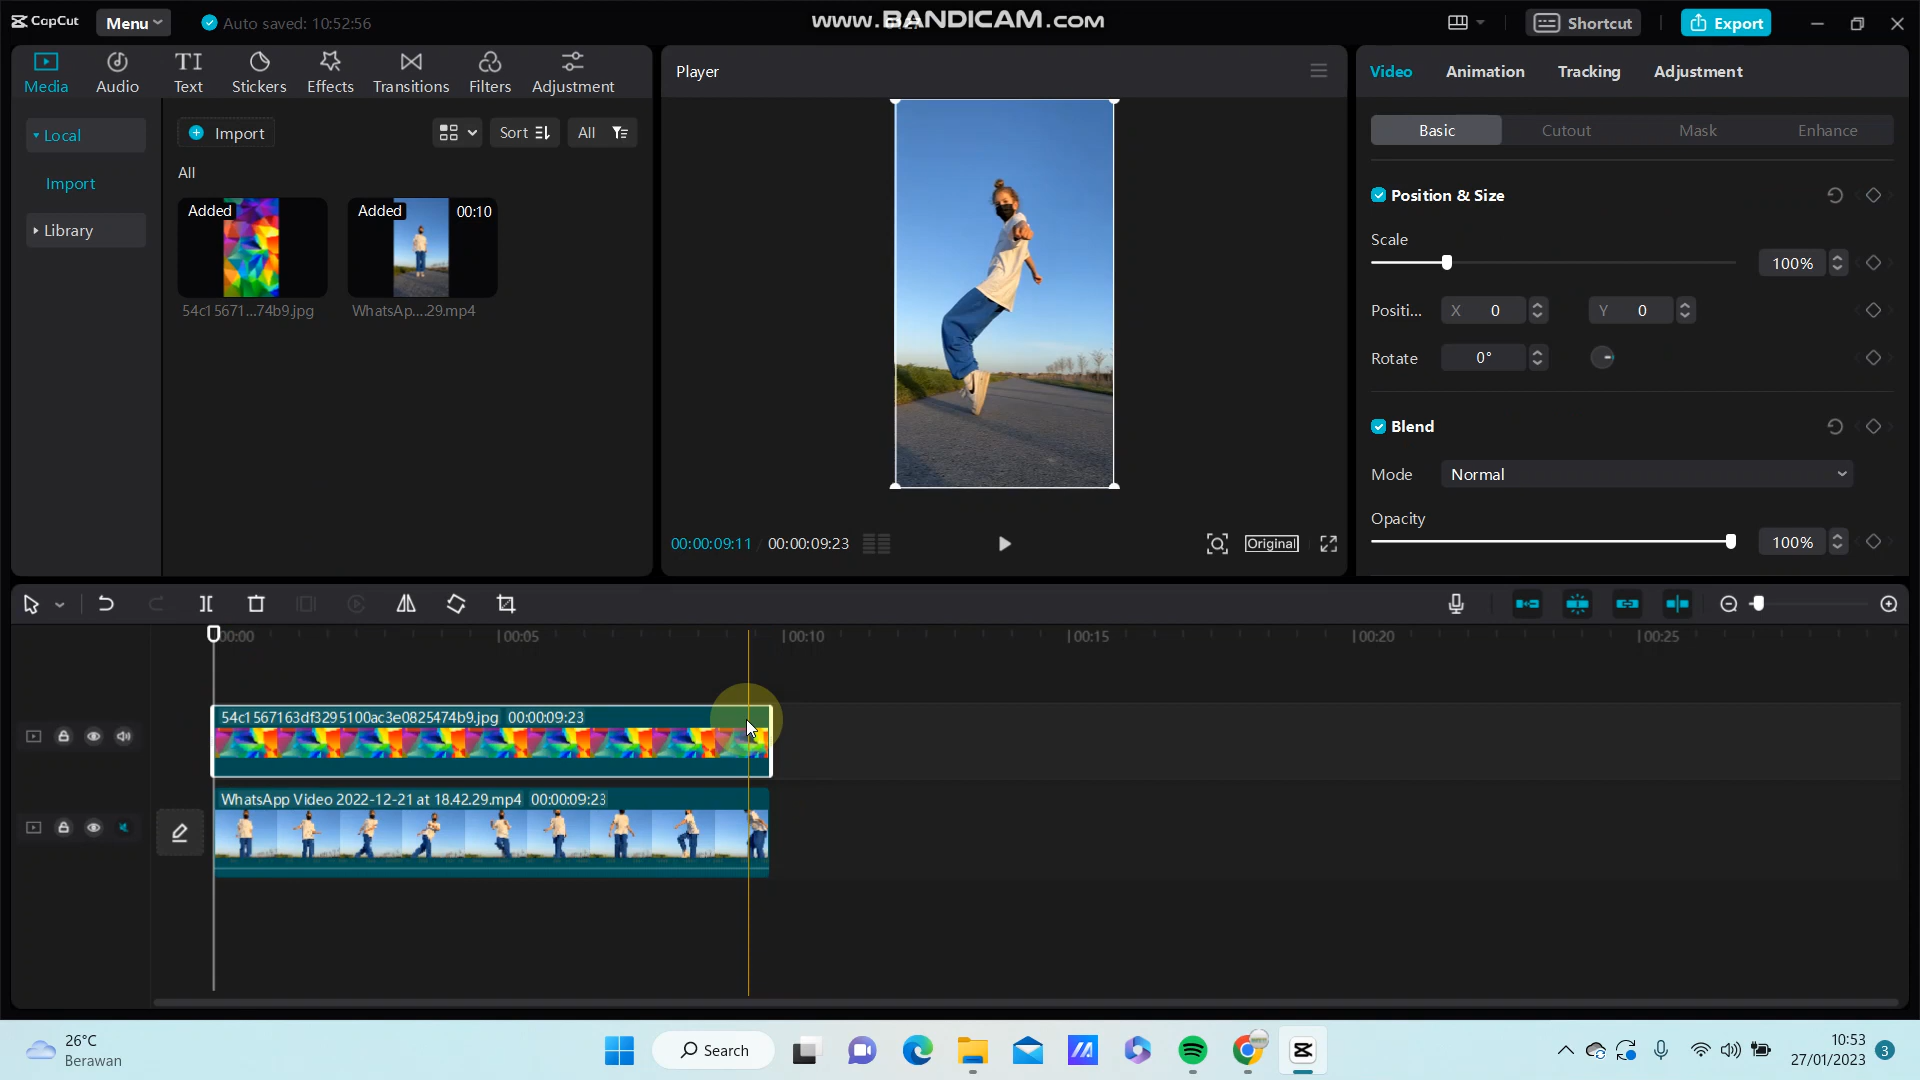 CapCut
Menu
Auto saved: 10:52:56
www.BANDICAM.com
Shortcut
Export
Media
Audio
Text
Stickers
Effects
Transitions
Filters
Adjustment
Local
Import
Library
Import
Sort
All
All
Added
54c15671...74b9.jpg
Added
00:10
WhatsAp....29.mp4
Player
00:00:09:11
00:00:09:23
Original
Video
Animation
Tracking
Adjustment
Basic
Cutout
Mask
Enhance
Position & Size
Scale
100%
Positi...
X 0
Y 0
Rotate
0°
Blend
Mode
Normal
Opacity
100%
00:00
00:05
00:10
00:15
00:20
00:25
54c1567163df3295100ac3e0825474b9.jpg 00:00:09:23
WhatsApp Video 2022-12-21 at 18.42.29.mp4 00:00:09:23
26°C
Berawan
Search
10:53
27/01/2023
3